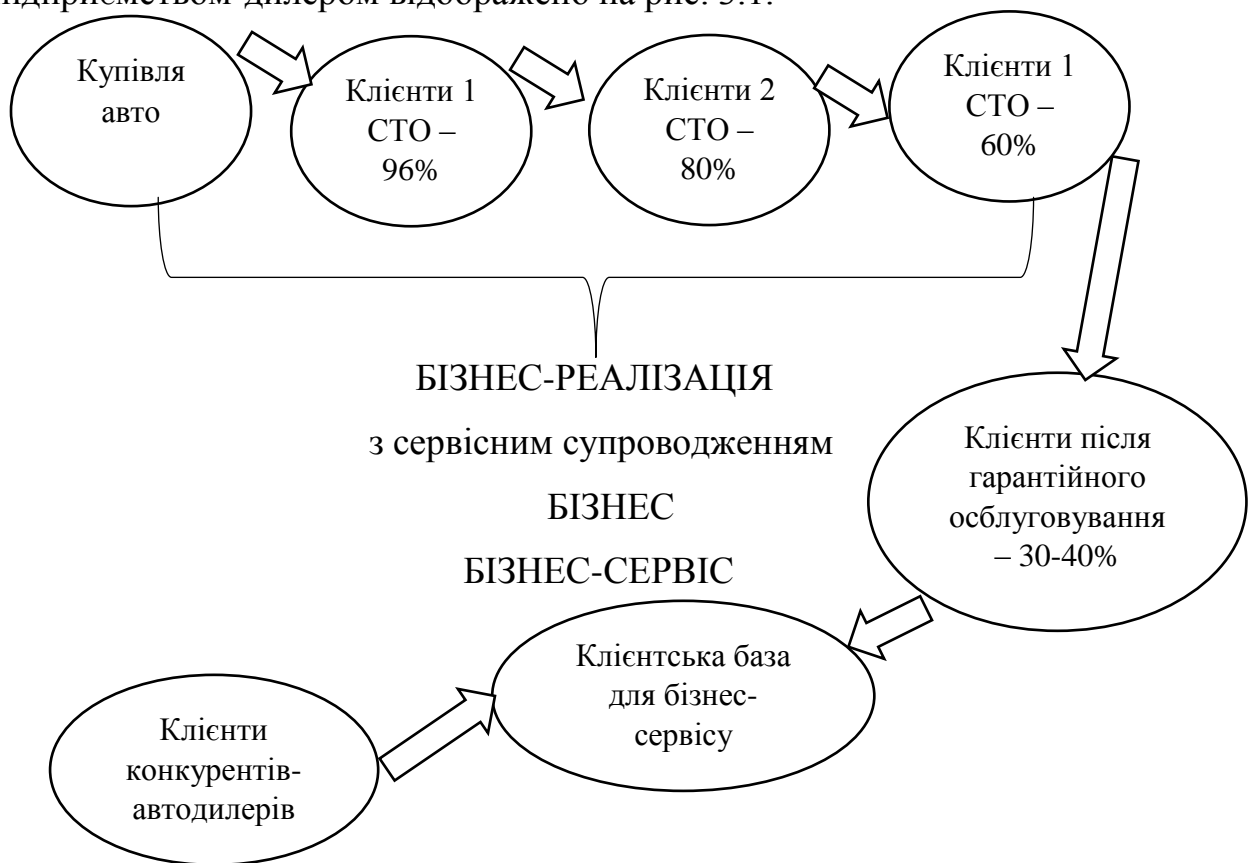 ідприємством-дилером відображено на рис. 3.1.
Купівля
авто
Клієнти 1
СТО –
96%
Клієнти 2
СТО –
80%
Клієнти 1
СТО –
60%
БІЗНЕС-РЕАЛІЗАЦІЯ
з сервісним супроводженням
БІЗНЕС
БІЗНЕС-СЕРВІС
Клієнти після
гарантійного
осблуговування
– 30-40%
Клієнтська база
для бізнес-
сервісу
Клієнти
конкурентів-
автодилерів